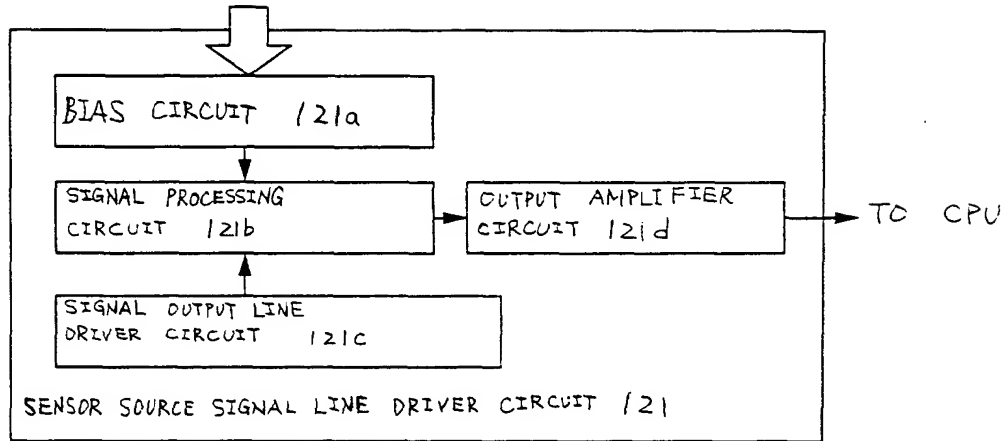 BIAS CIRCUIT 121a
SIGNAL PROCESSING
CIRCUIT 121b
OUTPUT AMPLIFIER
CIRCUIT 121d
TO CPU
SIGNAL OUTPUT LINE
DRIVER CIRCUIT 121c
SENSOR SOURCE SIGNAL LINE DRIVER CIRCUIT 121